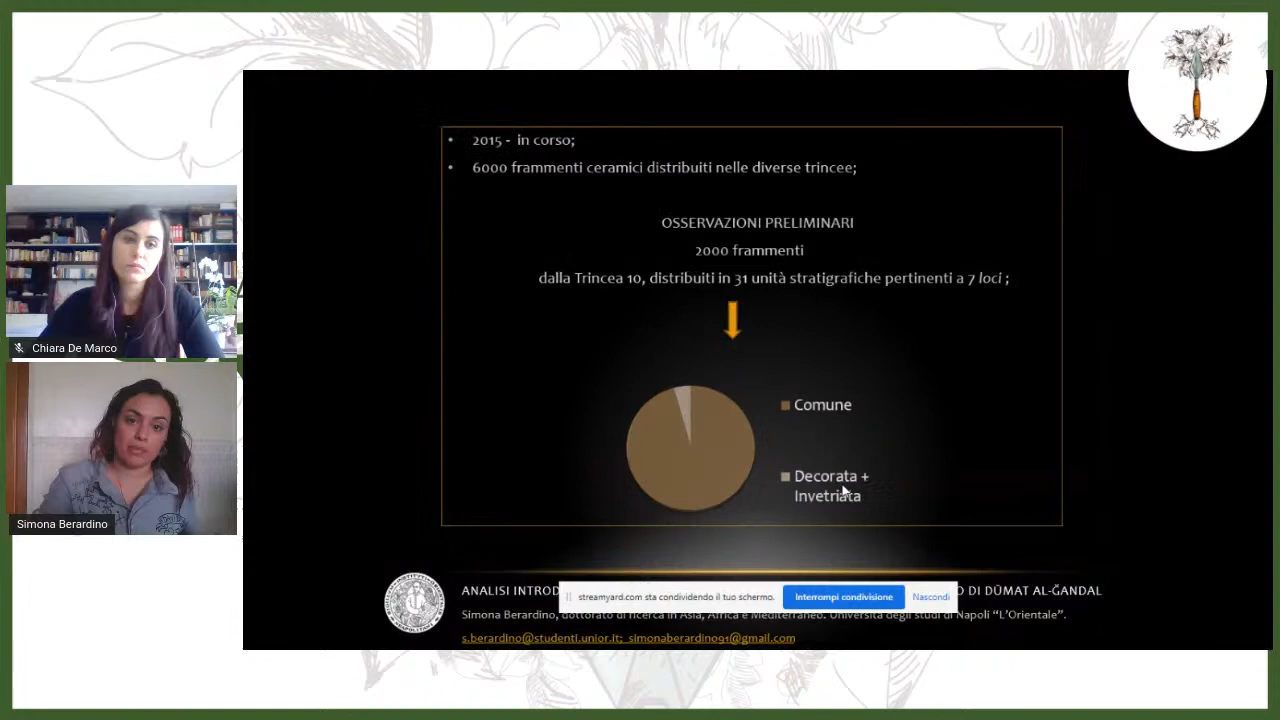 • 2015 - in corso;
• 6000 frammenti ceramici distribuiti nelle diverse trincee;
OSSERVAZIONI PRELIMINARI
2000 frammenti
dalla Trincea 10, distribuiti in 31 unità stratigrafiche pertinenti a 7 loci ;
Comune
Decorata +
Invetriata
Chiara De Marco
Simona Berardino
ANALISI INTROD O DI DŪMAT AL-ǦANDAL
streamyard.com sta condividendo il tuo schermo. Interrompi condivisione Nascondi
Simona Berardino, dottorato di ricerca in Asia, Africa e Mediterraneo. Università degli studi di Napoli "L'Orientale".
s.berardino@studenti.unior.it; simonaberardino91@gmail.com